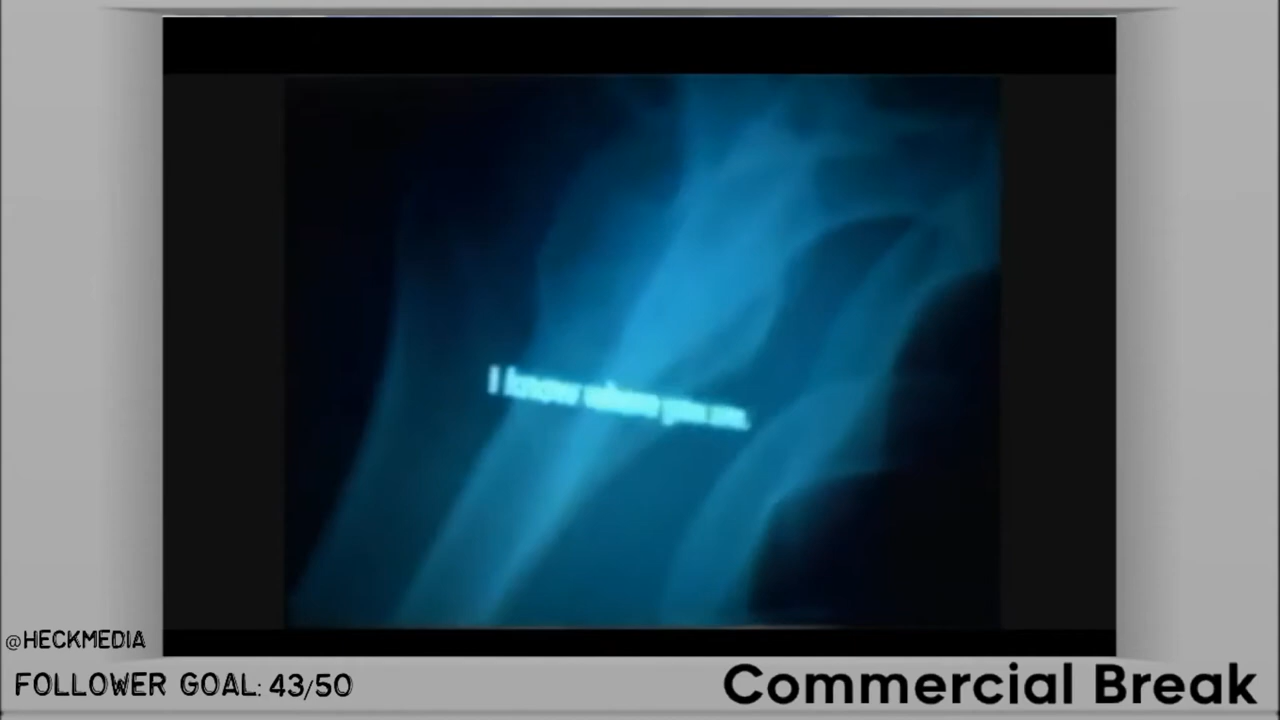 I know where you are.
@HECKMEDIA
FOLLOWER GOAL: 43/50
Commercial Break